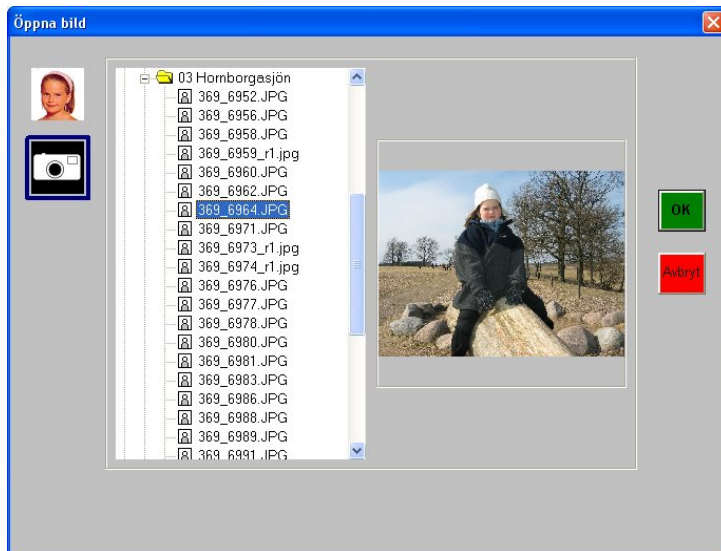 Öppna bild
03 Hornborgasjön
369_6952.JPG
369_6956.JPG
369_6958.JPG
369_6959_r1.jpg
369_6960.JPG
369_6962.JPG
369_6964.JPG
369_6971.JPG
369_6973_r1.jpg
369_6974_r1.jpg
369_6976.JPG
369_6977.JPG
369_6978.JPG
369_6980.JPG
369_6981.JPG
369_6983.JPG
369_6986.JPG
369_6988.JPG
369_6989.JPG
369_6991.JPG
OK
Avbryt